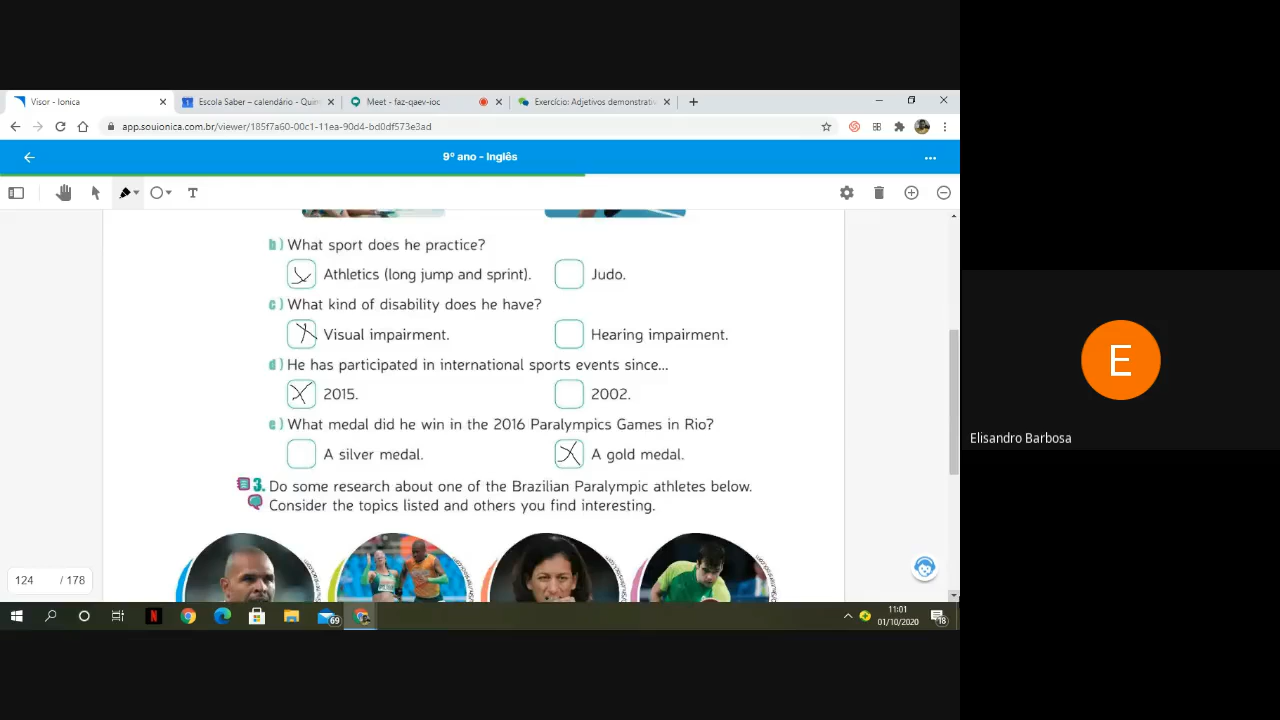 Visor - Ionica
Escola Saber – calendário - Quin
Meet - faz-qaev-ioc
Exercício: Adjetivos demonstrati
app.souionica.com.br/viewer/185f7a60-00c1-11ea-90d4-bd0df573e3ad
9º ano - Inglês
T
b) What sport does he practice?
Athletics (long jump and sprint). Judo.
c) What kind of disability does he have?
Visual impairment. Hearing impairment.
d) He has participated in international sports events since...
2015. 2002.
e) What medal did he win in the 2016 Paralympics Games in Rio?
A silver medal. A gold medal.
3. Do some research about one of the Brazilian Paralympic athletes below.
Consider the topics listed and others you find interesting.
124 / 178
E
Elisandro Barbosa
N
69
11:01
01/10/2020
18